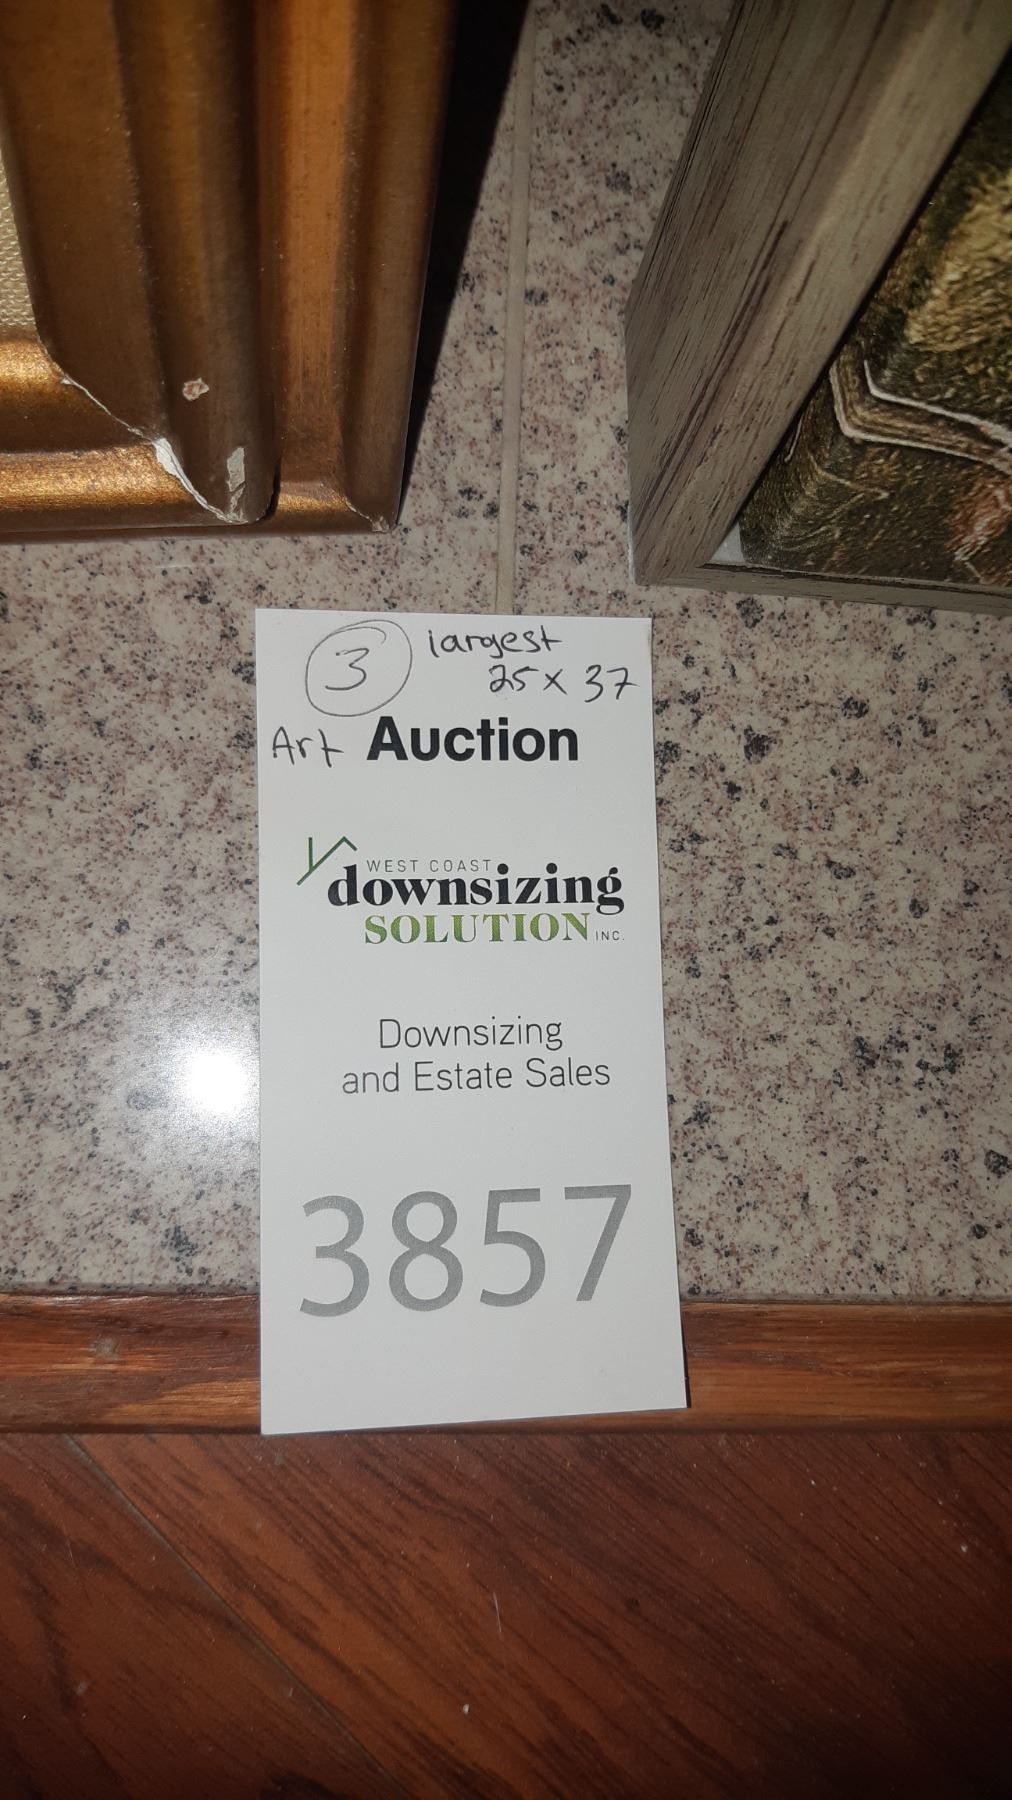 3 largest
25 x 37
Art Auction
WEST COAST
downsizing
SOLUTION INC.
Downsizing
and Estate Sales
3857